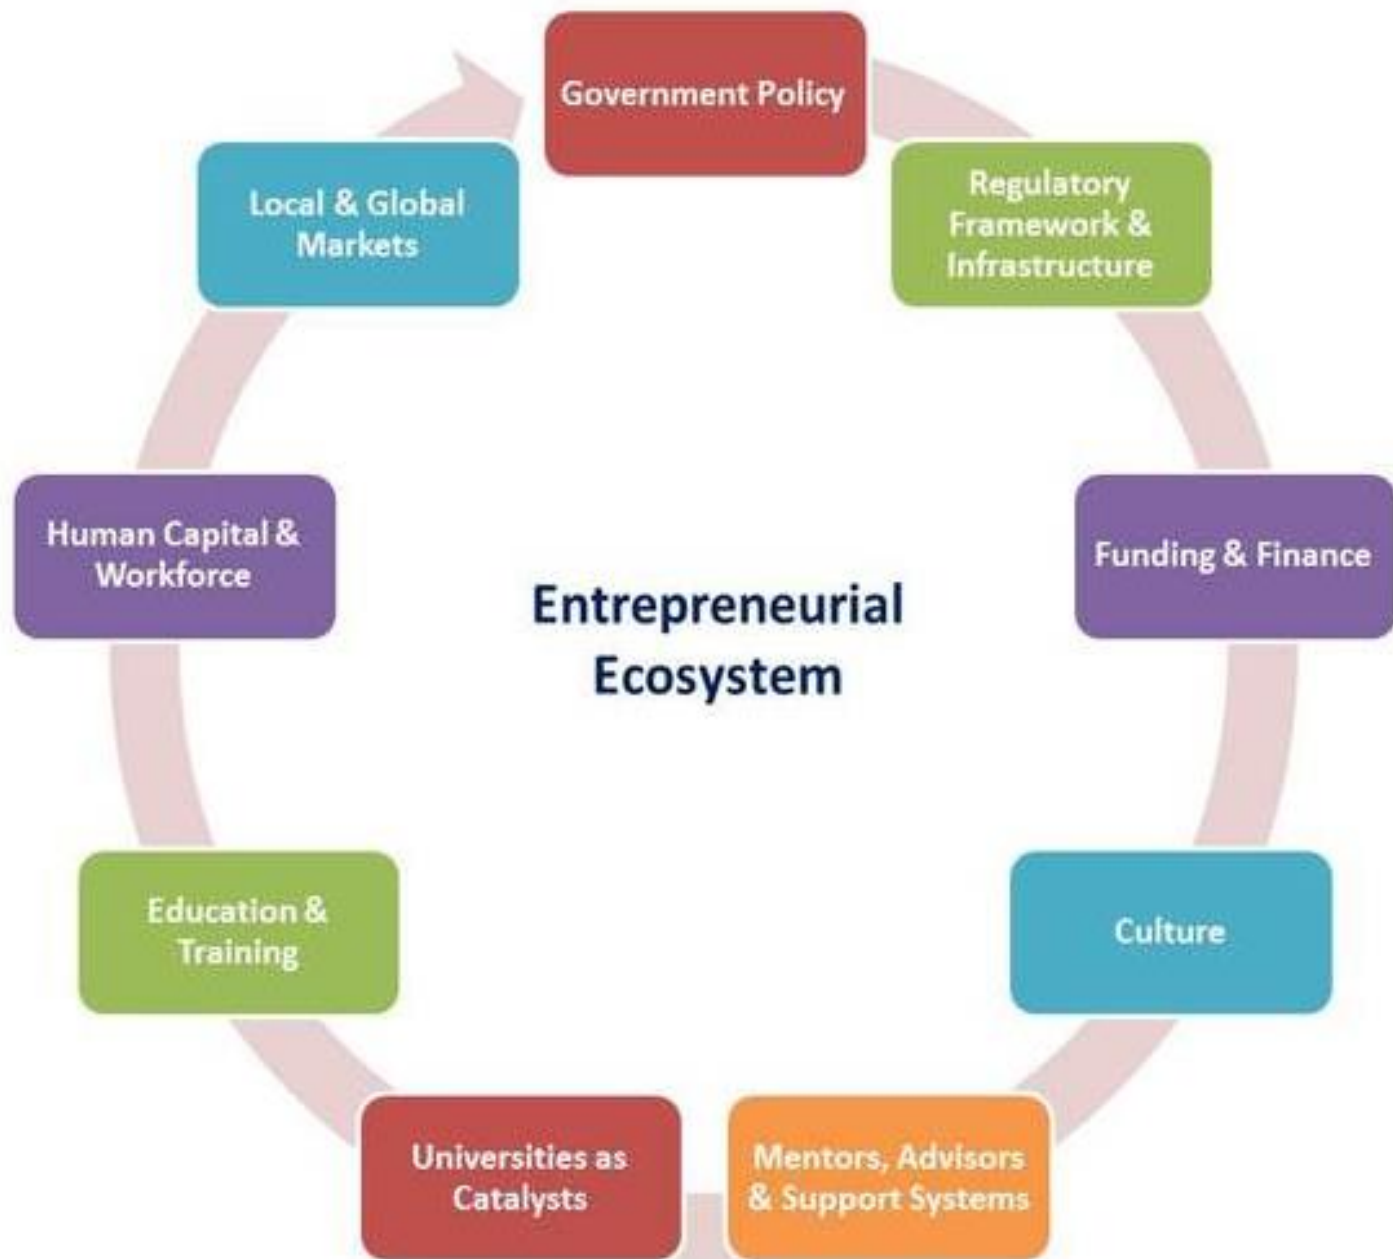 Government Policy
Regulatory
Framework &
Infrastructure
Funding & Finance
Culture
Mentors, Advisors
& Support Systems
Universities as
Catalysts
Education &
Training
Human Capital &
Workforce
Local & Global
Markets
Entrepreneurial
Ecosystem